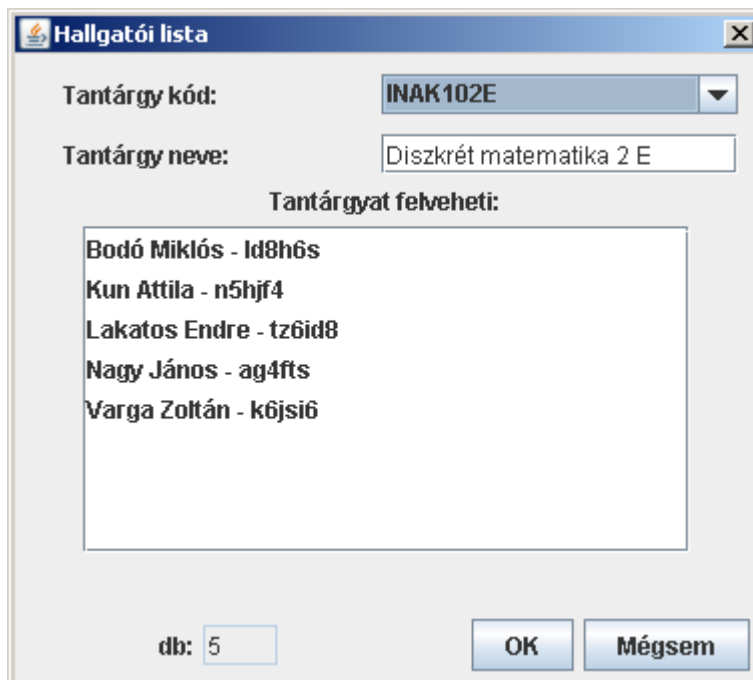 Hallgatói lista
Tantárgy kód: INAK102E
Tantárgy neve: Diszkrét matematika 2 E
Tantárgyat felveheti:
Bodó Miklós - ld8h6s
Kun Attila - n5hjf4
Lakatos Endre - tz6id8
Nagy János - ag4fts
Varga Zoltán - k6jsi6
db: 5 OK Mégsem